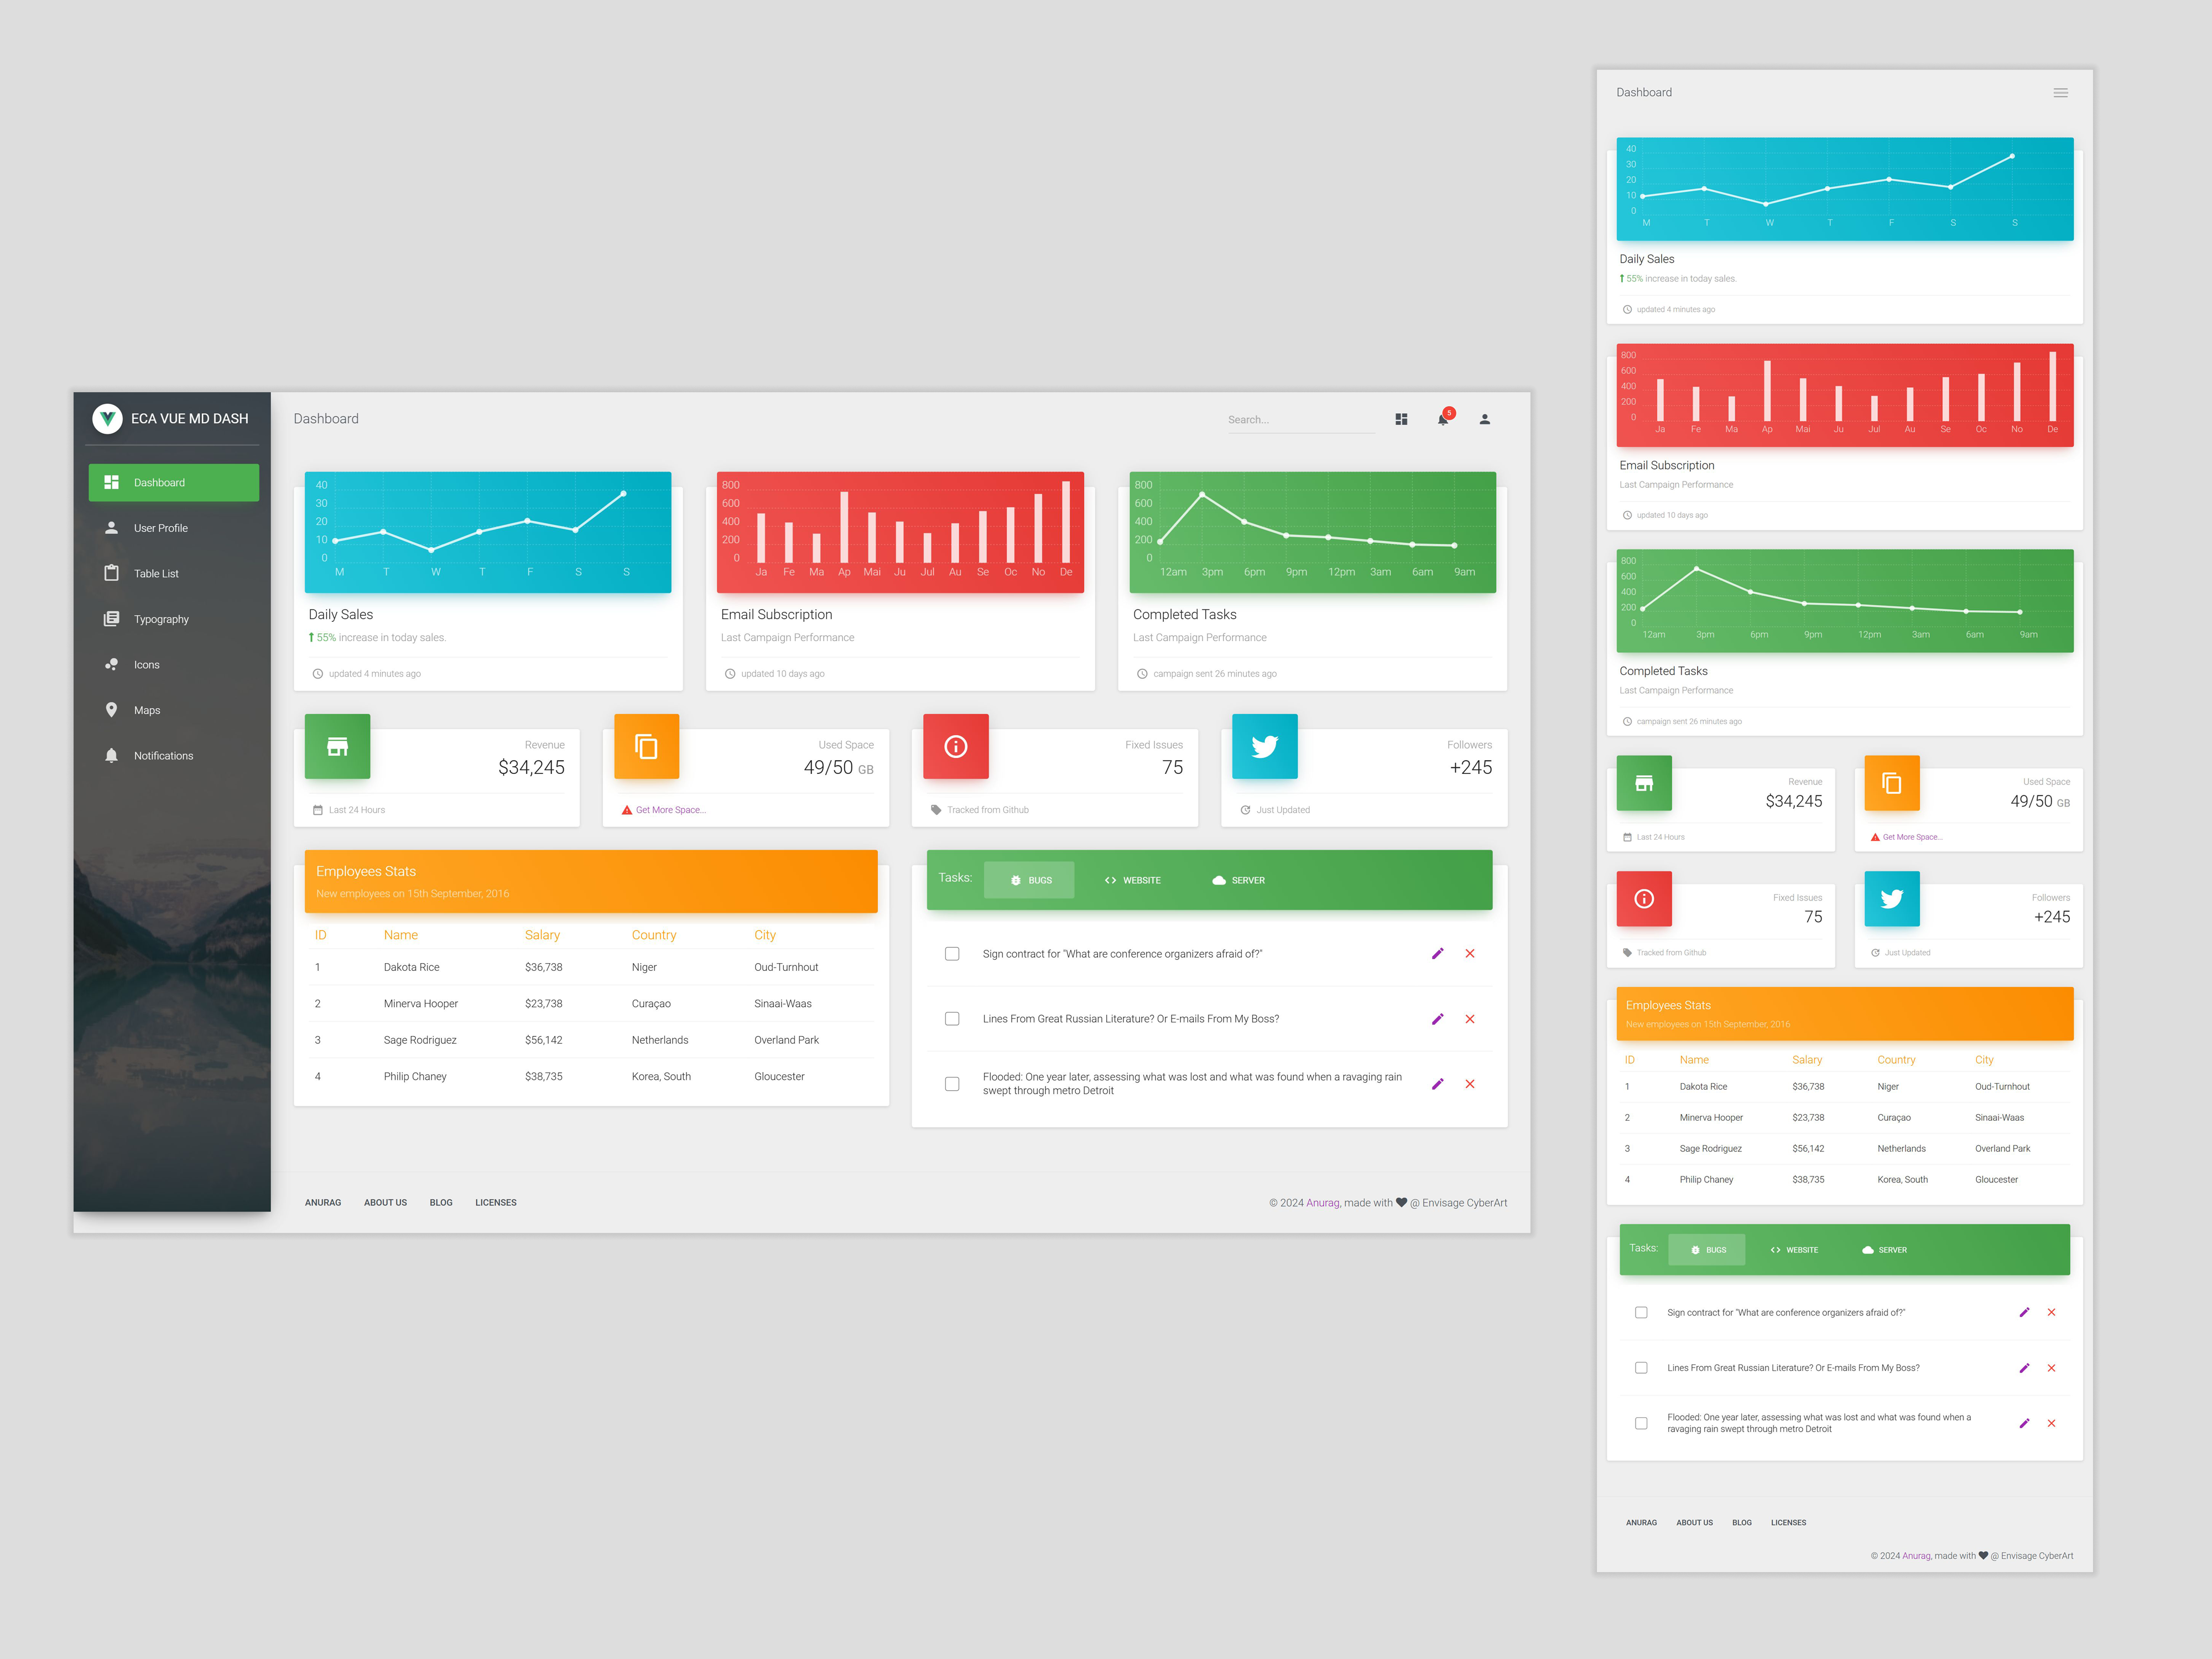 ECA VUE MD DASH
Dashboard
User Profile
Table List
Typography
Icons
Maps
Notifications
Dashboard
Search...
5
40
30
20
10
0
M T W T F S S
Daily Sales
55% increase in today sales.
updated 4 minutes ago
800
600
400
200
0
Ja Fe Ma Ap Mai Ju Jul Au Se Oc No De
Email Subscription
Last Campaign Performance
updated 10 days ago
800
600
400
200
0
12am 3pm 6pm 9pm 12pm 3am 6am 9am
Completed Tasks
Last Campaign Performance
campaign sent 26 minutes ago
Revenue
$34,245
Last 24 Hours
Used Space
49/50 GB
Get More Space...
Fixed Issues
75
Tracked from Github
Followers
+245
Just Updated
Employees Stats
New employees on 15th September, 2016
ID Name Salary Country City
1 Dakota Rice $36,738 Niger Oud-Turnhout
2 Minerva Hooper $23,738 Curaçao Sinaai-Waas
3 Sage Rodriguez $56,142 Netherlands Overland Park
4 Philip Chaney $38,735 Korea, South Gloucester
Tasks: BUGS WEBSITE SERVER
Sign contract for "What are conference organizers afraid of?"
Lines From Great Russian Literature? Or E-mails From My Boss?
Flooded: One year later, assessing what was lost and what was found when a ravaging rain
swept through metro Detroit
ANURAG ABOUT US BLOG LICENSES
© 2024 Anurag, made with @ Envisage CyberArt
Dashboard
40
30
20
10
0
M T W T F S S
Daily Sales
55% increase in today sales.
updated 4 minutes ago
800
600
400
200
0
Ja Fe Ma Ap Mai Ju Jul Au Se Oc No De
Email Subscription
Last Campaign Performance
updated 10 days ago
800
600
400
200
0
12am 3pm 6pm 9pm 12pm 3am 6am 9am
Completed Tasks
Last Campaign Performance
campaign sent 26 minutes ago
Revenue
$34,245
Last 24 Hours
Used Space
49/50 GB
Get More Space...
Fixed Issues
75
Tracked from Github
Followers
+245
Just Updated
Employees Stats
New employees on 15th September, 2016
ID Name Salary Country City
1 Dakota Rice $36,738 Niger Oud-Turnhout
2 Minerva Hooper $23,738 Curaçao Sinaai-Waas
3 Sage Rodriguez $56,142 Netherlands Overland Park
4 Philip Chaney $38,735 Korea, South Gloucester
Tasks: BUGS WEBSITE SERVER
Sign contract for "What are conference organizers afraid of?"
Lines From Great Russian Literature? Or E-mails From My Boss?
Flooded: One year later, assessing what was lost and what was found when a
ravaging rain swept through metro Detroit
ANURAG ABOUT US BLOG LICENSES
© 2024 Anurag, made with @ Envisage CyberArt